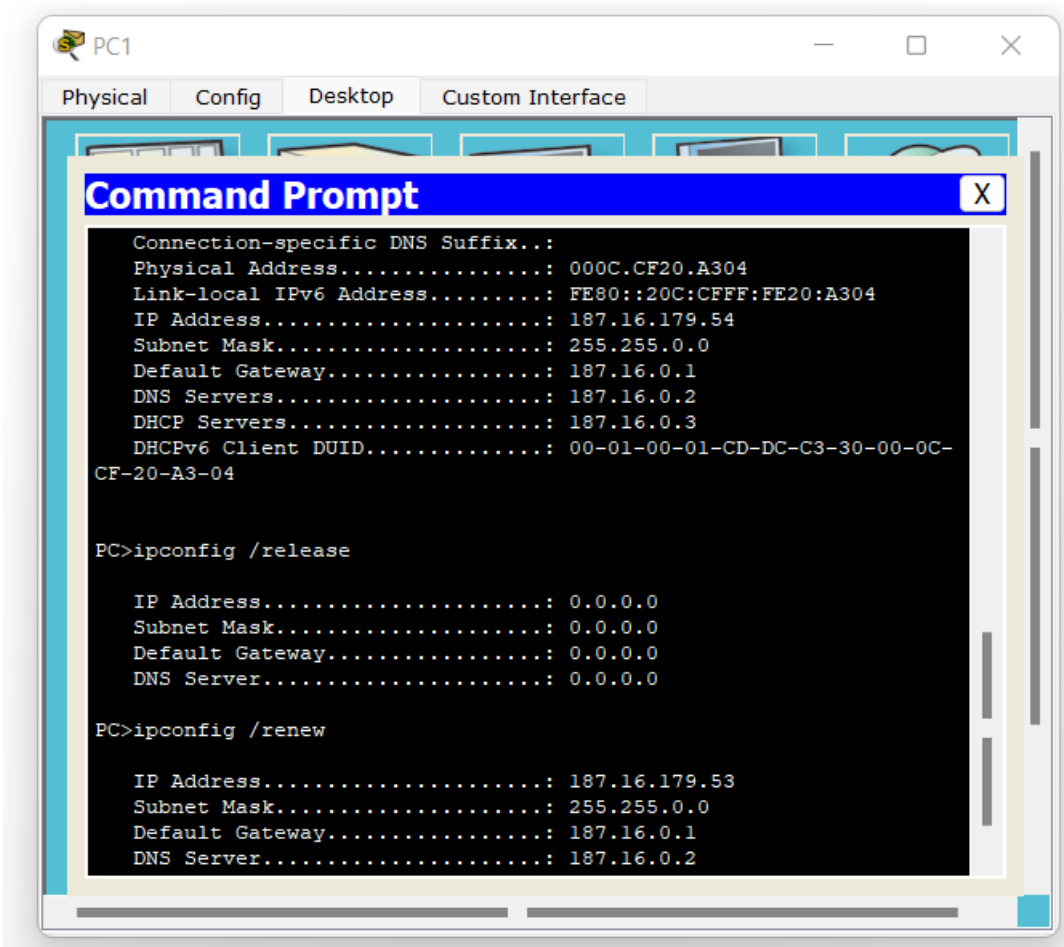 PC1
Physical Config Desktop Custom Interface
Command Prompt X
Connection-specific DNS Suffix..:
Physical Address................: 000C.CF20.A304
Link-local IPv6 Address.........: FE80::20C:CFFF:FE20:A304
IP Address......................: 187.16.179.54
Subnet Mask.....................: 255.255.0.0
Default Gateway.................: 187.16.0.1
DNS Servers.....................: 187.16.0.2
DHCP Servers....................: 187.16.0.3
DHCPv6 Client DUID..............: 00-01-00-01-CD-DC-C3-30-00-0C-
CF-20-A3-04
PC>ipconfig /release
IP Address......................: 0.0.0.0
Subnet Mask.....................: 0.0.0.0
Default Gateway.................: 0.0.0.0
DNS Server......................: 0.0.0.0
PC>ipconfig /renew
IP Address......................: 187.16.179.53
Subnet Mask.....................: 255.255.0.0
Default Gateway.................: 187.16.0.1
DNS Server......................: 187.16.0.2